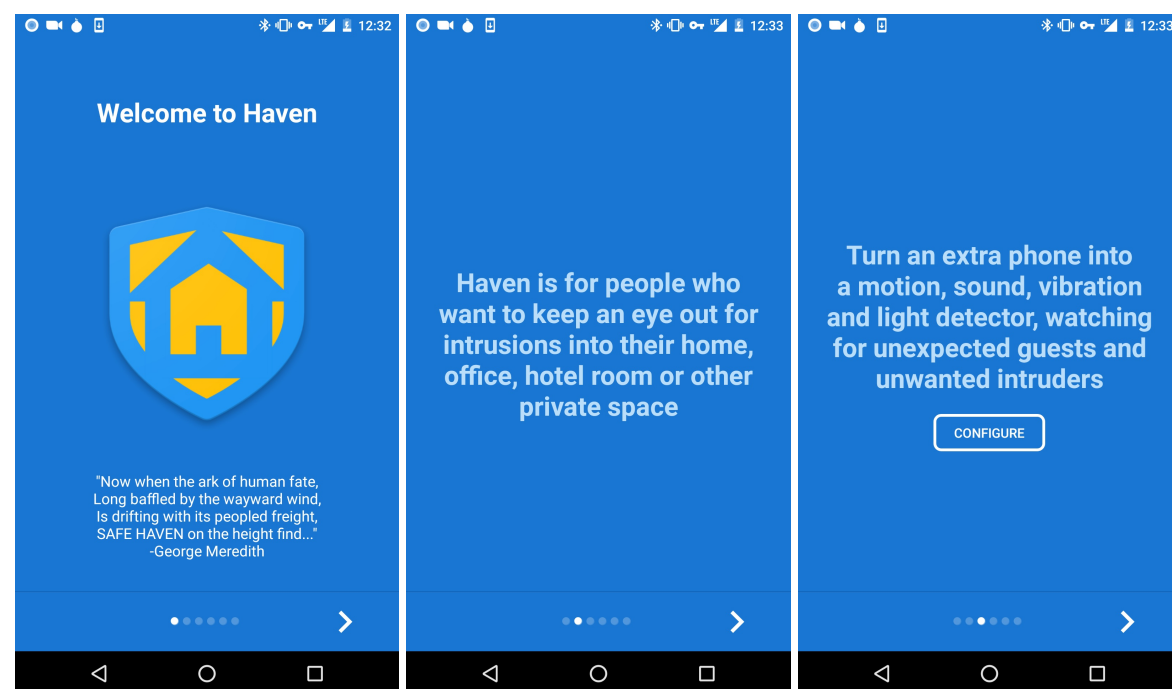 LTE 12:32
Welcome to Haven
"Now when the ark of human fate,
Long baffled by the wayward wind,
Is drifting with its peopled freight,
SAFE HAVEN on the height find..."
-George Meredith
LTE 12:33
Haven is for people who
want to keep an eye out for
intrusions into their home,
office, hotel room or other
private space
LTE 12:33
Turn an extra phone into
a motion, sound, vibration
and light detector, watching
for unexpected guests and
unwanted intruders
CONFIGURE